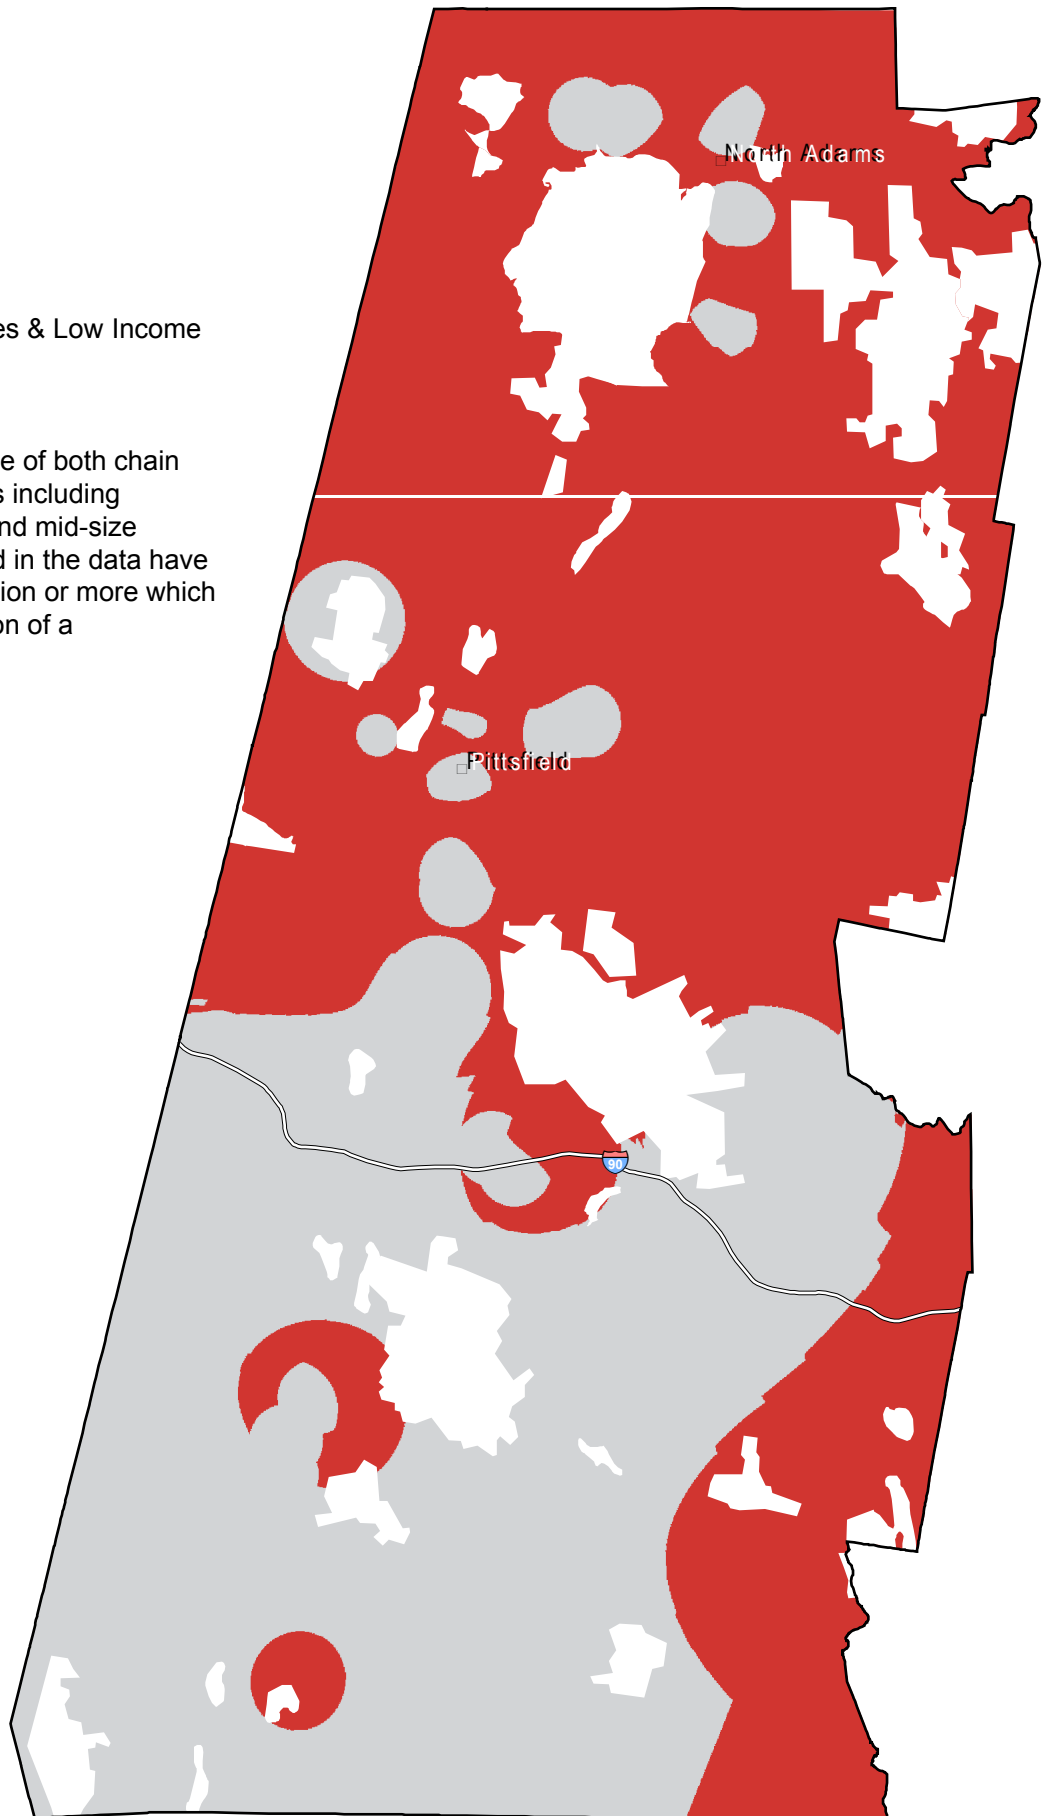 North Adams
es & Low Income
e of both chain
s including
nd mid-size
d in the data have
ion or more which
on of a
Pittsfield
90